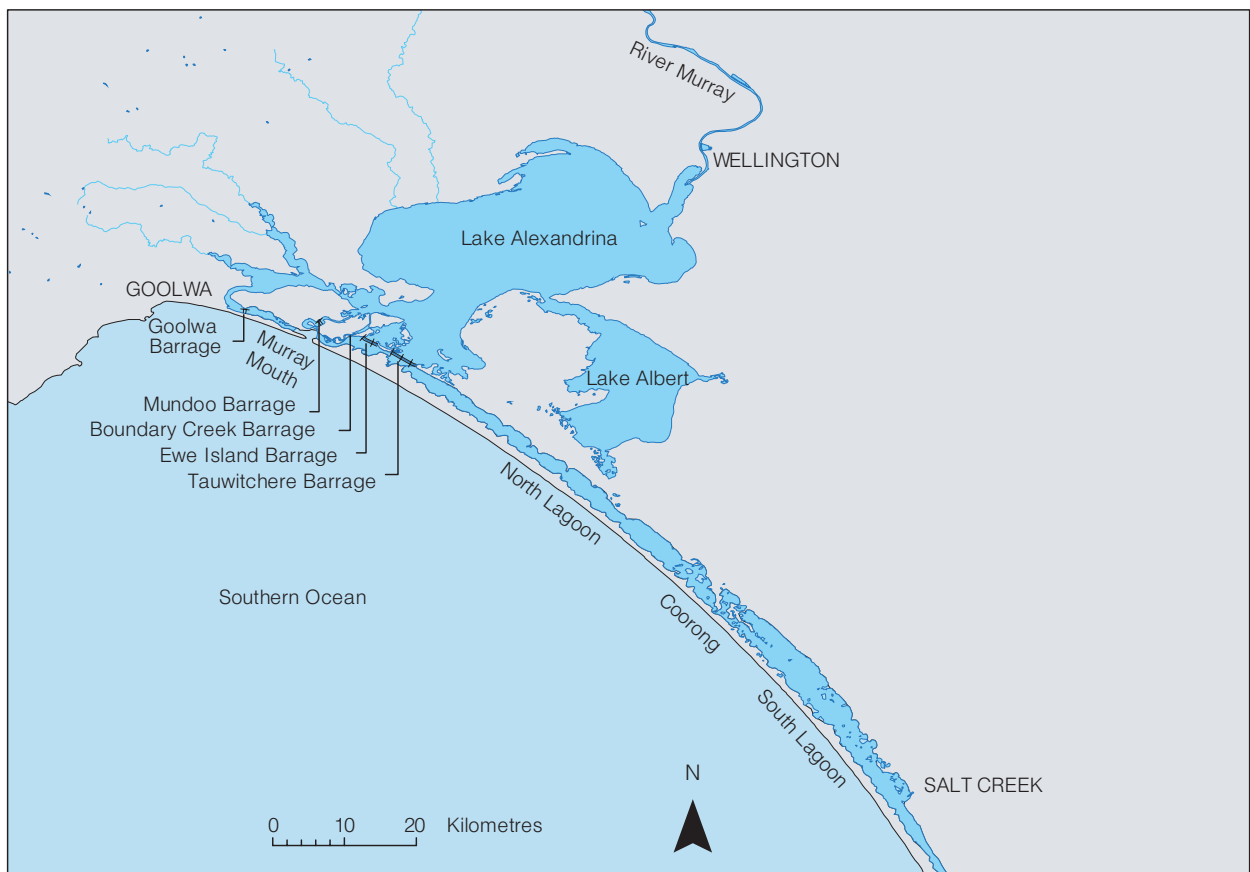 River Murray
WELLINGTON
Lake Alexandrina
GOOLWA
Goolwa
Barrage
Murray
Mouth
Lake Albert
Mundoo Barrage
Boundary Creek Barrage
Ewe Island Barrage
Tauwitchere Barrage
North Lagoon
Southern Ocean
Coorong
South Lagoon
N
SALT CREEK
0 10 20 Kilometres